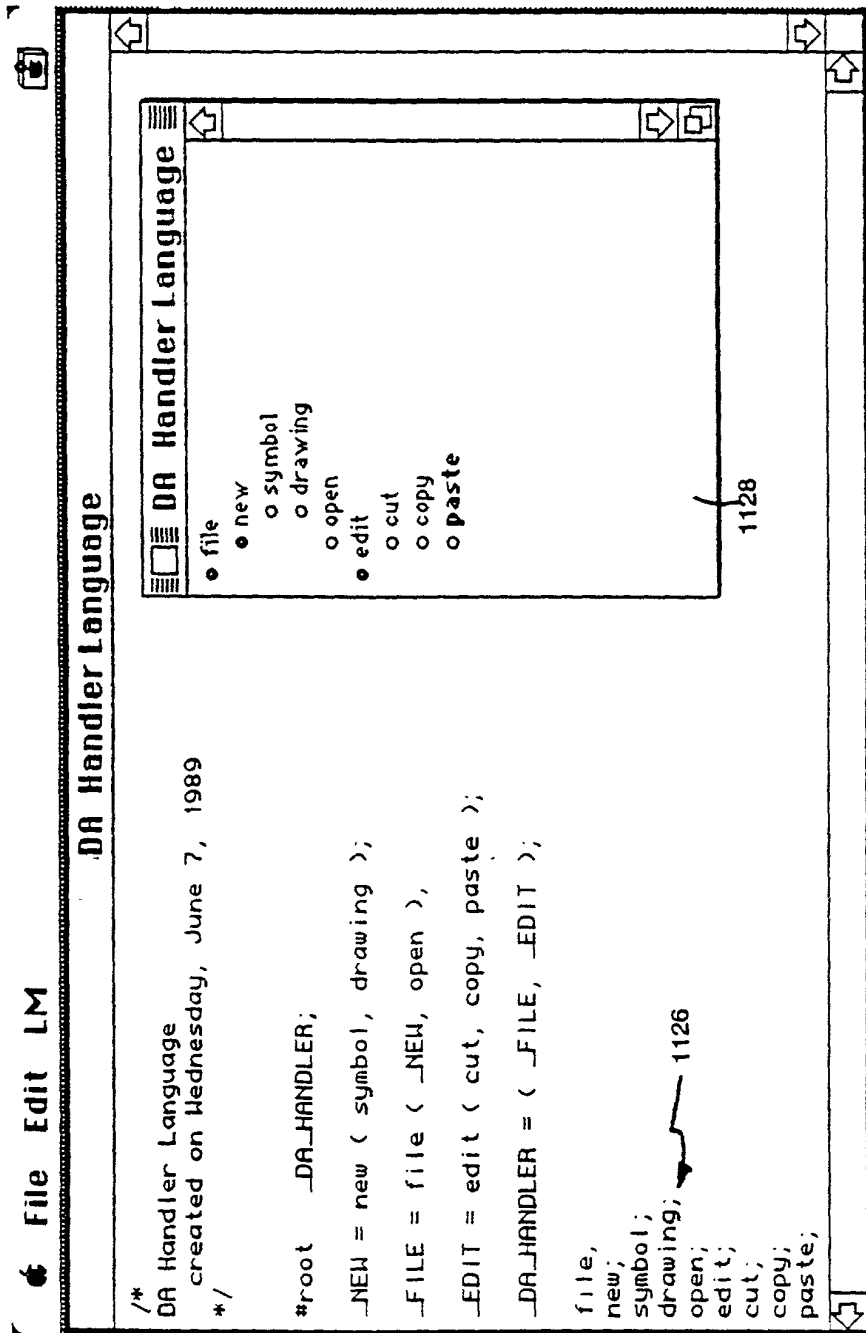 File Edit LM
DA Handler Language
/*
DA Handler Language
created on Wednesday, June 7, 1989
*/
#root _DA_HANDLER;
_NEW = new ( symbol, drawing );
_FILE = file ( _NEW, open ),
_EDIT = edit ( cut, copy, paste );
_DA_HANDLER = ( _FILE, _EDIT );
file,
new;
symbol;
drawing;
open;
edit;
cut;
copy;
paste;
1126
DA Handler Language
file
new
symbol
drawing
open
edit
cut
copy
paste
1128